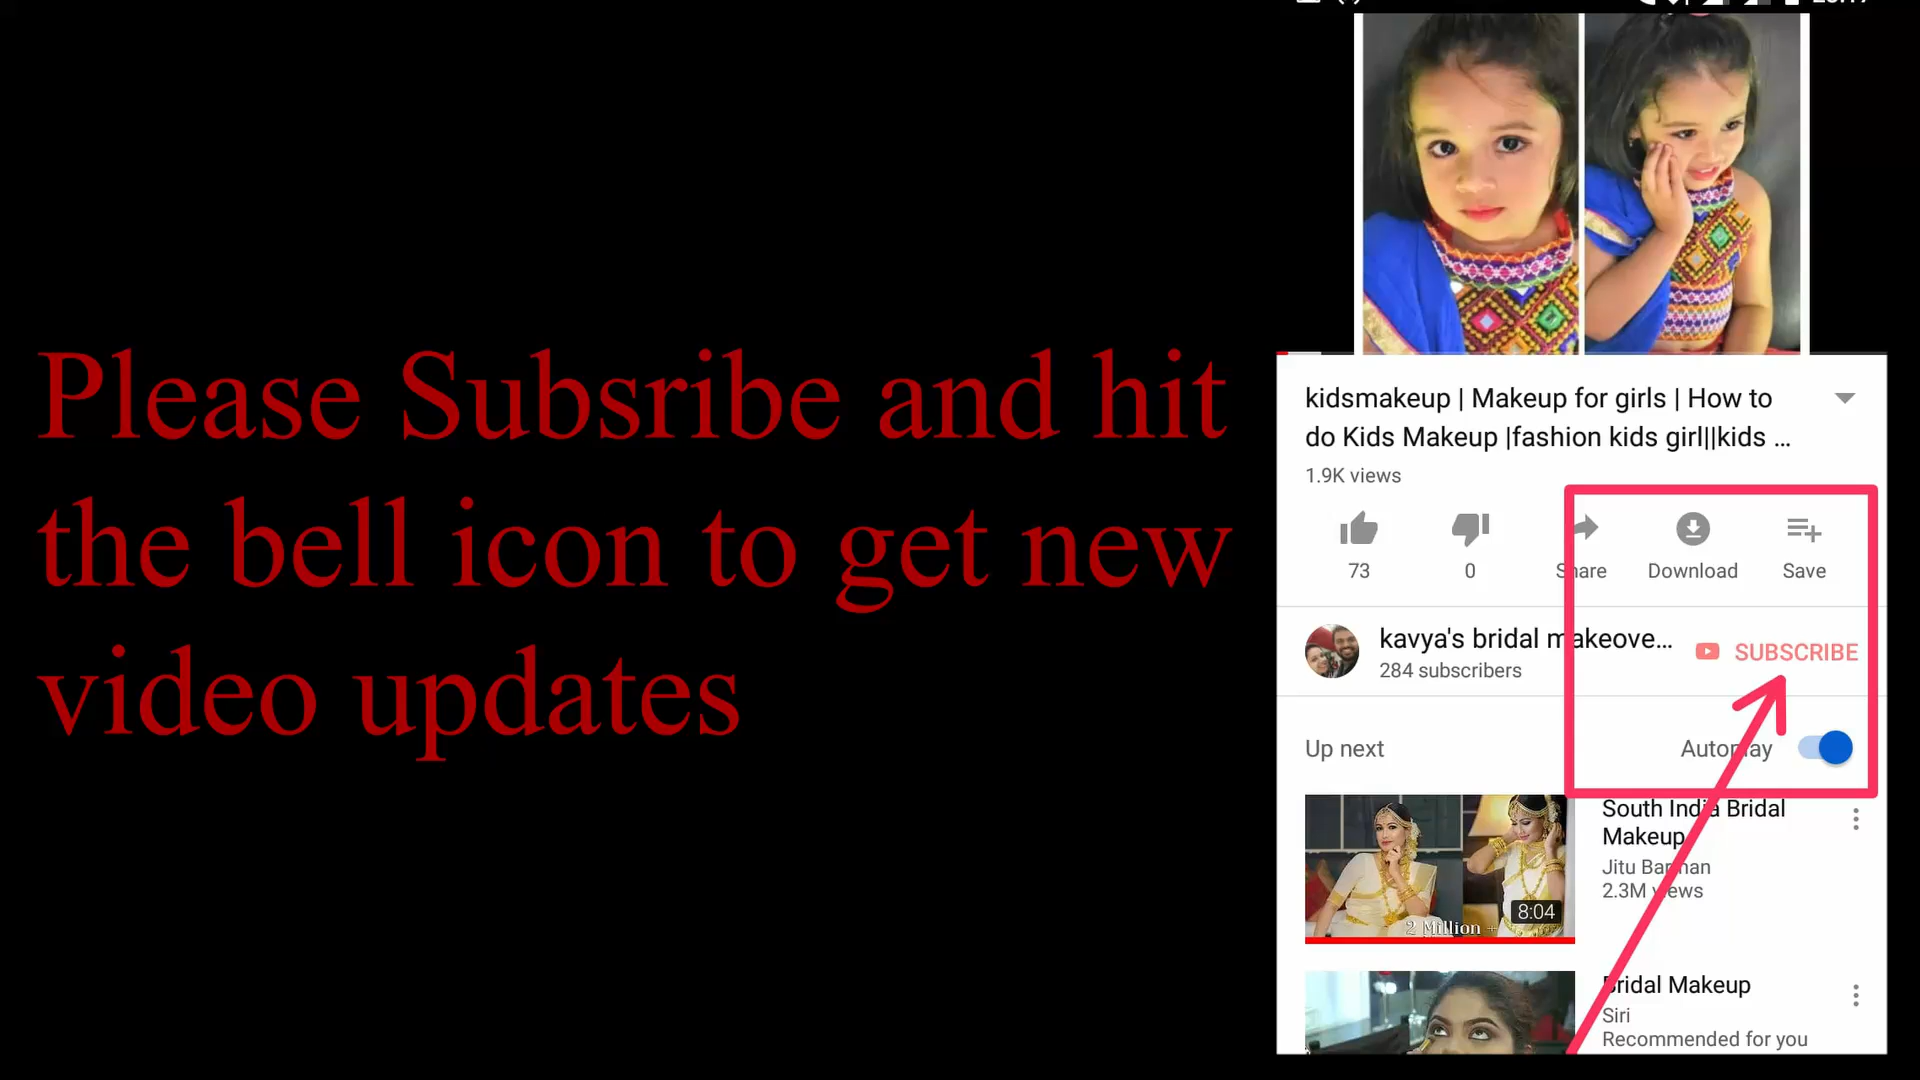 Please Subsribe and hit
the bell icon to get new
video updates
kidsmakeup | Makeup for girls | How to
do Kids Makeup |fashion kids girl||kids ...
1.9K views
73
0
Share
Download
Save
kavya's bridal makeove...
SUBSCRIBE
284 subscribers
Up next
Autoplay
South India Bridal
Makeup
Jitu Barman
2.3M views
8:04
2 Million +
Bridal Makeup
Siri
Recommended for you